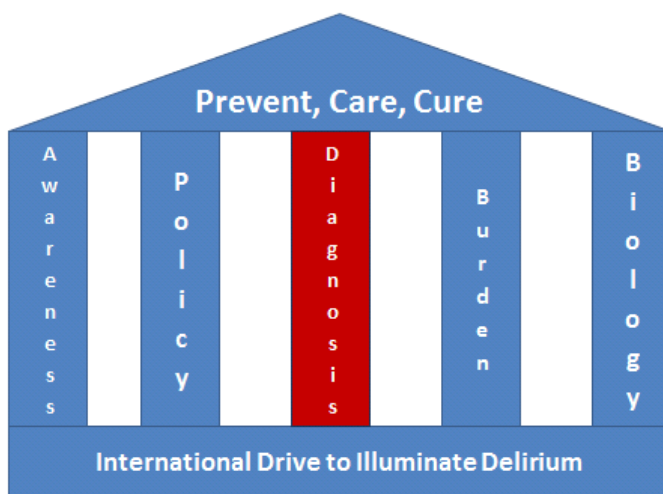 Prevent, Care, Cure
Awareness
Policy
Diagnosis
Burden
Biology
International Drive to Illuminate Delirium